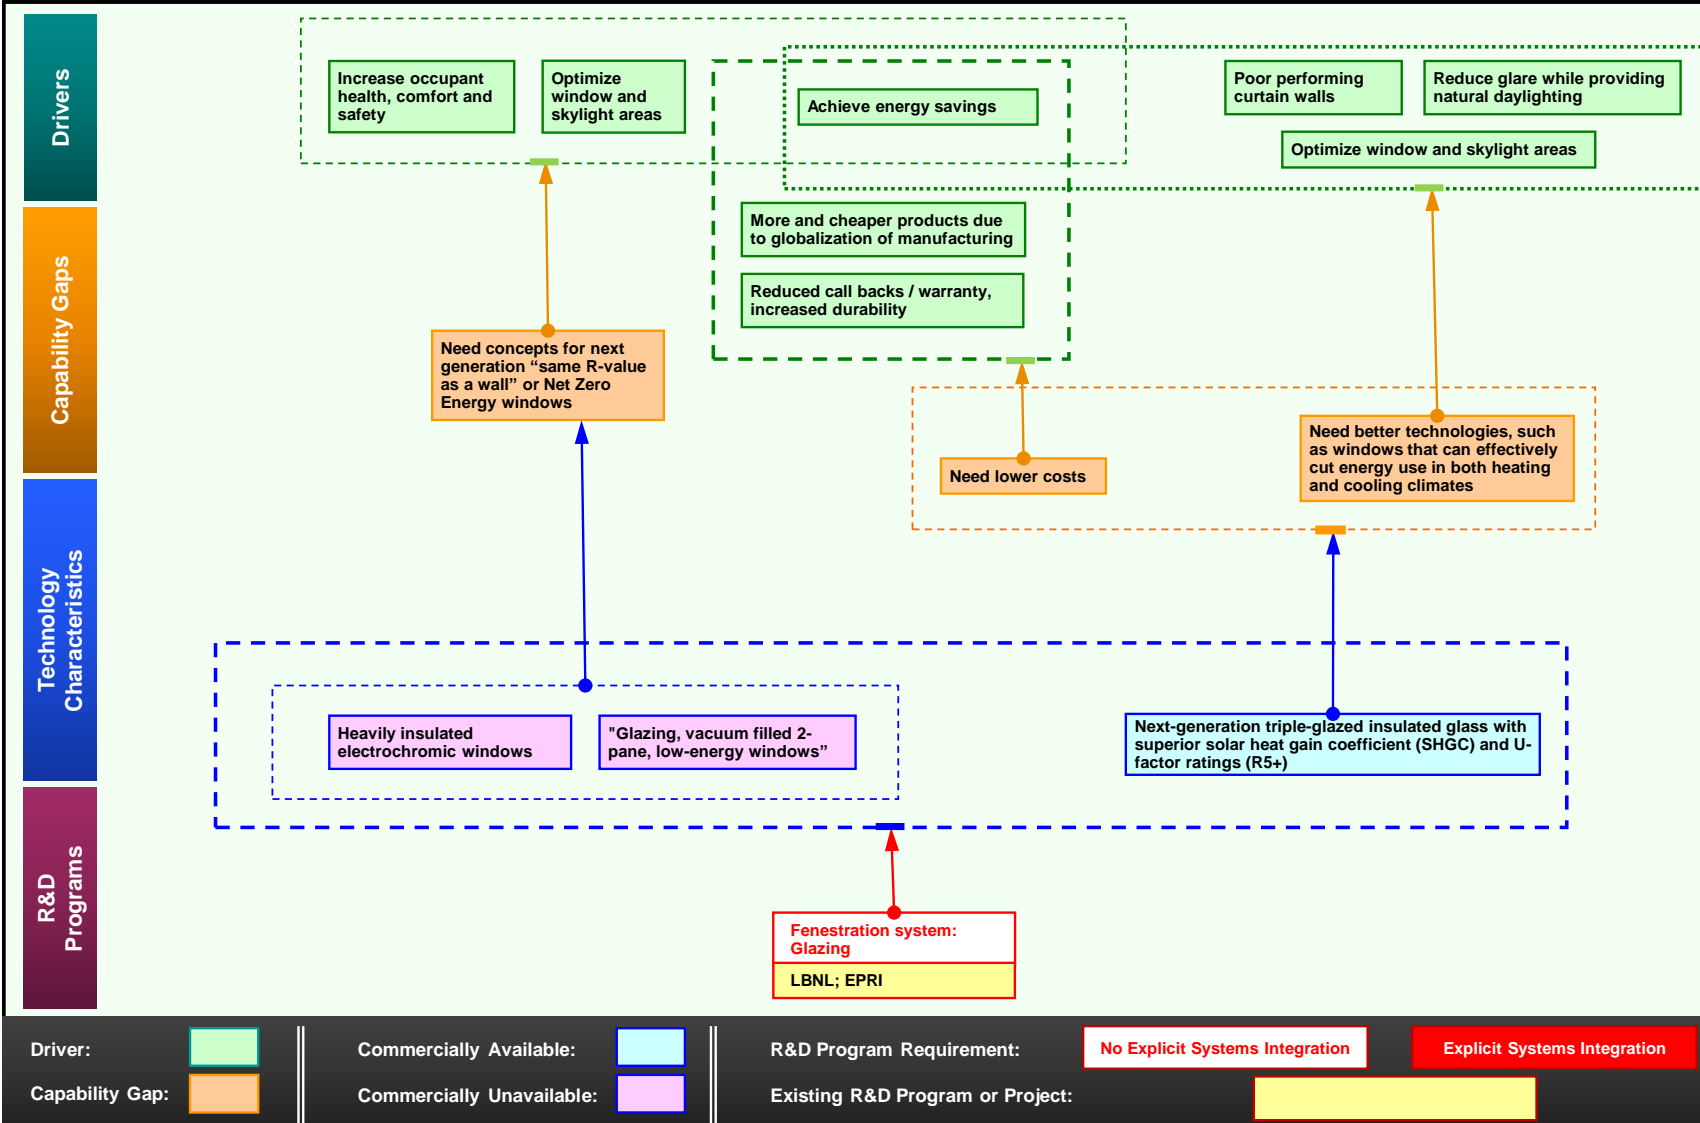 Drivers
Increase occupant
health, comfort and
safety
Optimize
window and
skylight areas
Achieve energy savings
Poor performing
curtain walls
Reduce glare while providing
natural daylighting
Optimize window and skylight areas
More and cheaper products due
to globalization of manufacturing
Reduced call backs / warranty,
increased durability
Capability Gaps
Need concepts for next
generation “same R-value
as a wall” or Net Zero
Energy windows
Need lower costs
Need better technologies, such
as windows that can effectively
cut energy use in both heating
and cooling climates
Technology
Characteristics
Heavily insulated
electrochromic windows
"Glazing, vacuum filled 2-
pane, low-energy windows”
Next-generation triple-glazed insulated glass with
superior solar heat gain coefficient (SHGC) and U-
factor ratings (R5+)
R&D
Programs
Fenestration system:
Glazing
LBNL; EPRI
Driver:
Capability Gap:
Commercially Available:
Commercially Unavailable:
R&D Program Requirement:
No Explicit Systems Integration
Explicit Systems Integration
Existing R&D Program or Project: